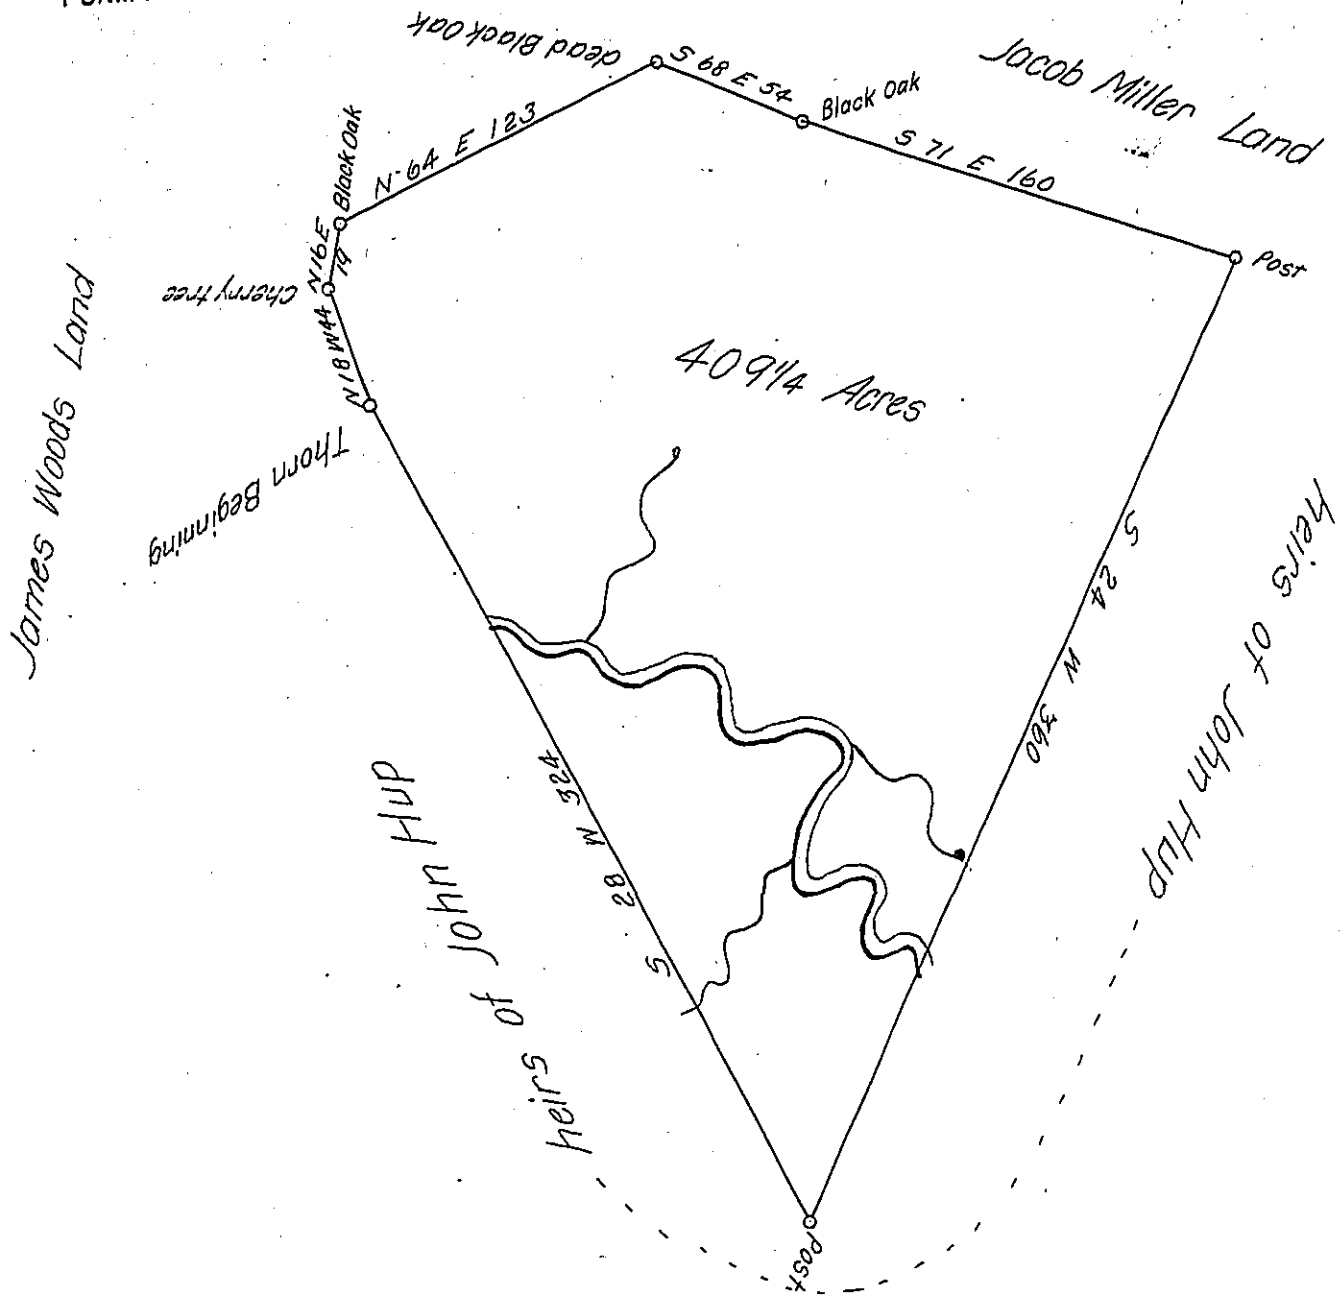 dead Black Oak
S 68 E 54
Black Oak
Jacob Miller Land
S 71 E 160
Post
N 64 E 123
Black Oak
N 16 E
19
Cherry tree
N 18 W 44
Thorn Beginning
James Woods Land
409 1/4 Acres
S 24 W 360
heirs of John Hup
S 28 W 324
heirs of John Hup
Post